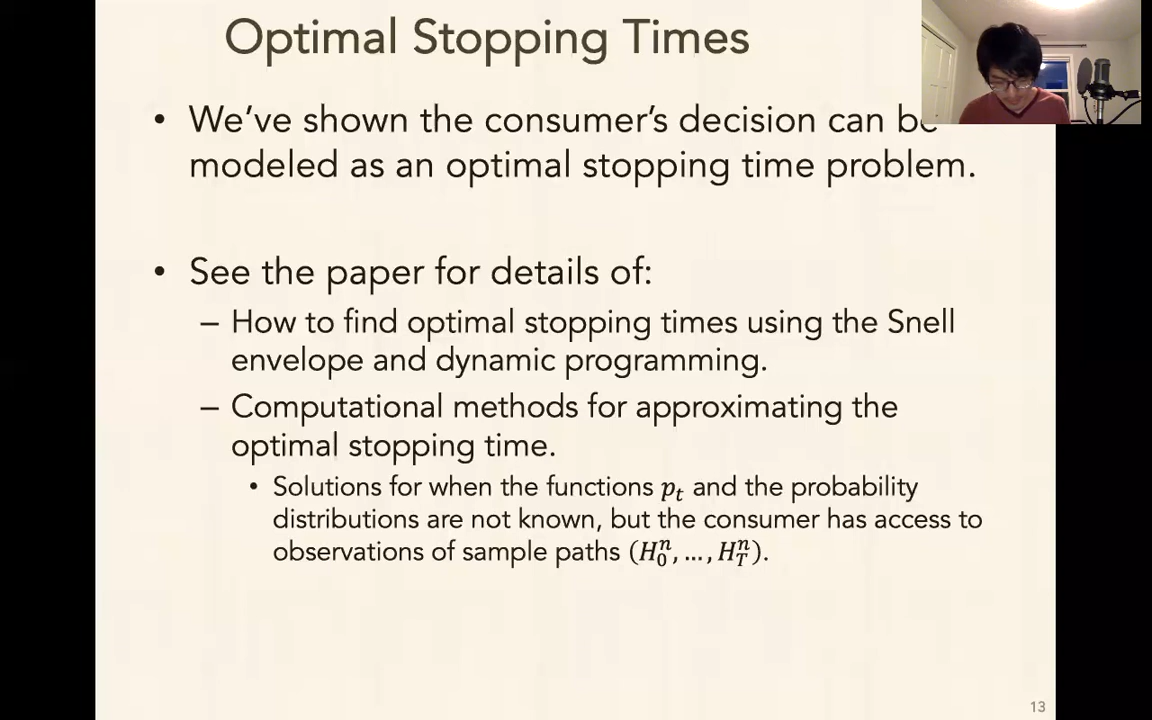 Optimal Stopping Times
• We've shown the consumer's decision can be
modeled as an optimal stopping time problem.
• See the paper for details of:
– How to find optimal stopping times using the Snell
envelope and dynamic programming.
– Computational methods for approximating the
optimal stopping time.
• Solutions for when the functions pₜ and the probability
distributions are not known, but the consumer has access to
observations of sample paths (H₀ⁿ, …, H_Tⁿ).
13